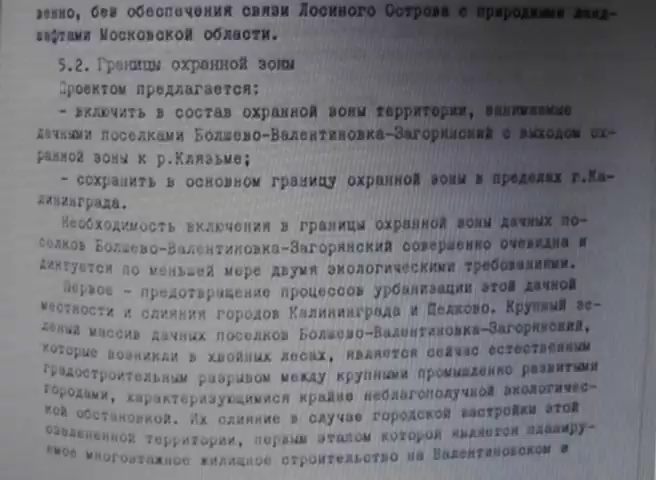 венно, без обеспечения связи Лосиного Острова с природными ланд-
шафтами Московской области.
5.2. Границы охранной зоны
Проектом предлагается:
- включить в состав охранной зоны территории, занимаемые
дачными поселками Болшево-Валентиновка-Загорянский с выходом ох-
ранной зоны к р.Клязьме;
- сохранить в основном границу охранной зоны в пределах г.Ка-
лининграда.
Необходимость включения в границы охранной зоны дачных по-
селков Болшево-Валентиновка-Загорянский совершенно очевидна и
диктуется по меньшей мере двумя экологическими требованиями.
Первое - предотвращение процессов урбанизации этой дачной
местности и слияния городов Калининграда и Щелково. Крупный зе-
леный массив дачных поселков Болшево-Валентиновка-Загорянский,
которые возникли в хвойных лесах, является сейчас естественным
градостроительным разрывом между крупными промышленно развитыми
городами, характеризующимися крайне неблагополучной экологичес-
кой обстановкой. Их слияние в случае городской застройки этой
озелененной территории, первым этапом которой является планиру-
емое многоэтажное жилищное строительство на Валентиновском и